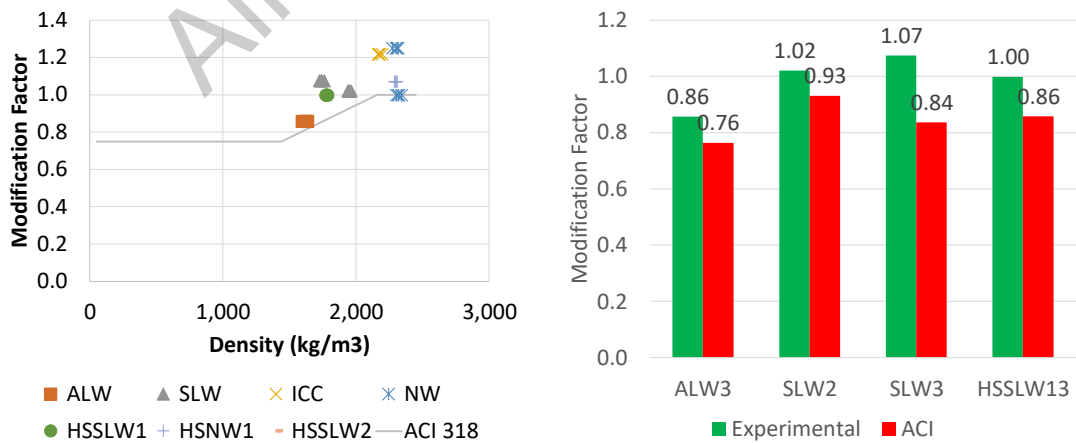 1.4
1.2
1.0
0.8
0.6
0.4
0.2
0.0
Modification Factor
0 1,000 2,000 3,000
Density (kg/m3)
ALW SLW ICC NW
HSSLW1 HSNW1 HSSLW2 ACI 318
1.2
1.0
0.8
0.6
0.4
0.2
0.0
Modification Factor
0.86 0.76 1.02 0.93 1.07 0.84 1.00 0.86
ALW3 SLW2 SLW3 HSSLW13
Experimental ACI